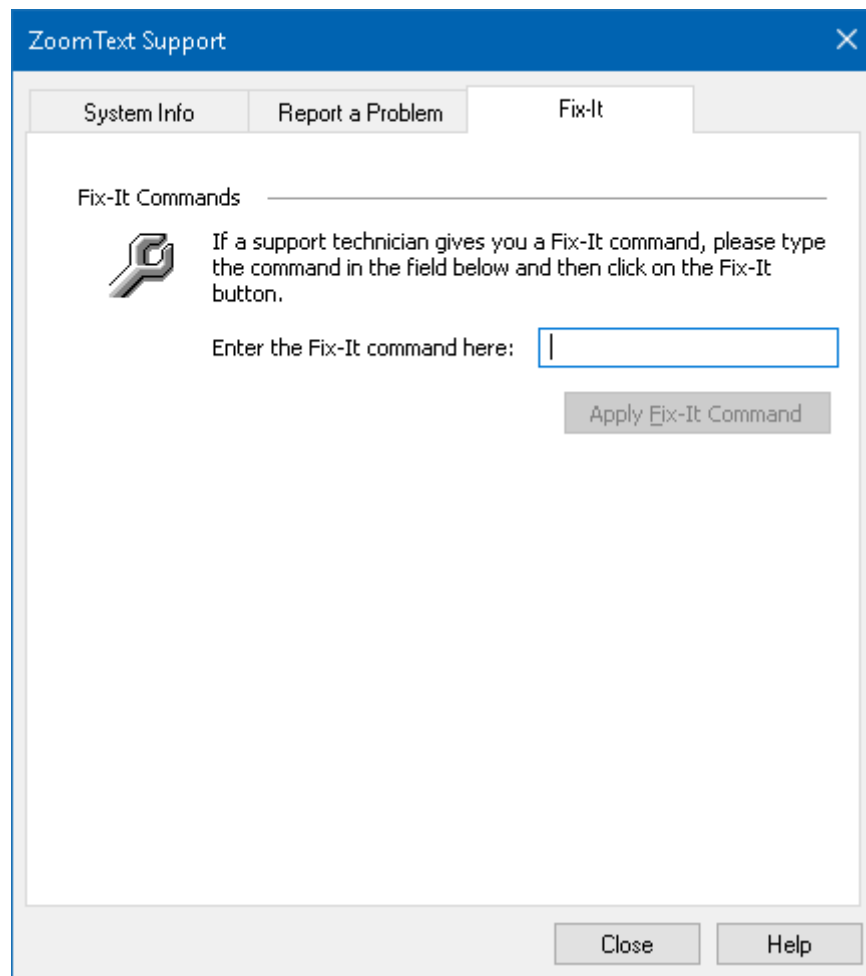 ZoomText Support
System Info Report a Problem Fix-It
Fix-It Commands
If a support technician gives you a Fix-It command, please type
the command in the field below and then click on the Fix-It
button.
Enter the Fix-It command here:
Apply Fix-It Command
Close Help